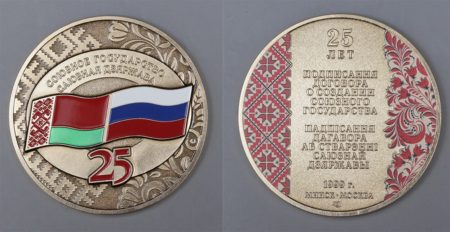 СОЮЗНОЕ ГОСУДАРСТВО
САЮЗНАЯ ДЗЯРЖАВА
25
25
ЛЕТ
ПОДПИСАНИЯ
ДОГОВОРА
О СОЗДАНИИ
СОЮЗНОГО
ГОСУДАРСТВА
ПАДПІСАННЯ
ДАГАВОРА
АБ СТВАРЭННІ
САЮЗНАЙ
ДЗЯРЖАВЫ
1999 г.
МИНСК-МОСКВА